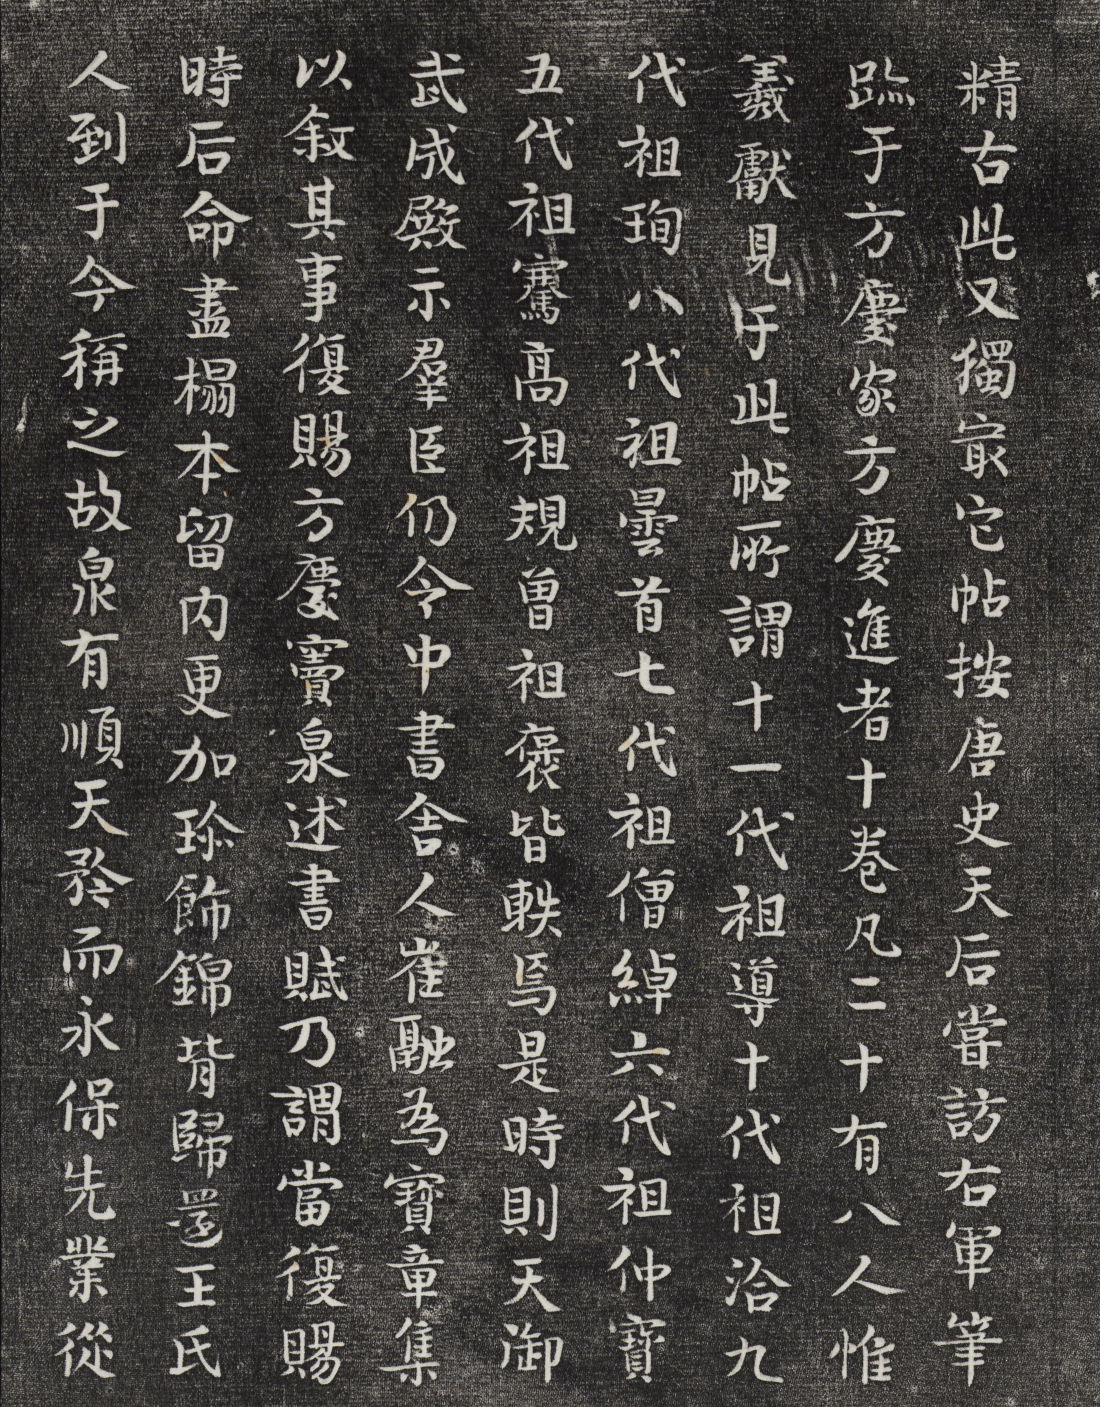 精古此又獨㝡它帖按唐史天后嘗訪右軍筆
跡于方慶家方慶進者十卷凡二十有八人惟
羲獻見于此帖所謂十一代祖導十代祖洽九
代祖珣八代祖曇首七代祖僧綽六代祖仲寶
五代祖騫髙祖規曽祖褒皆軼焉是時則天御
武成殿示羣臣仍令中書舍人崔融為寳章集
以敘其事復賜方慶竇泉述書賦乃謂當復賜
時后命盡榻本留内更加珎飾錦背歸還王氏
人到于今稱之故泉有順天矜而永保先業從